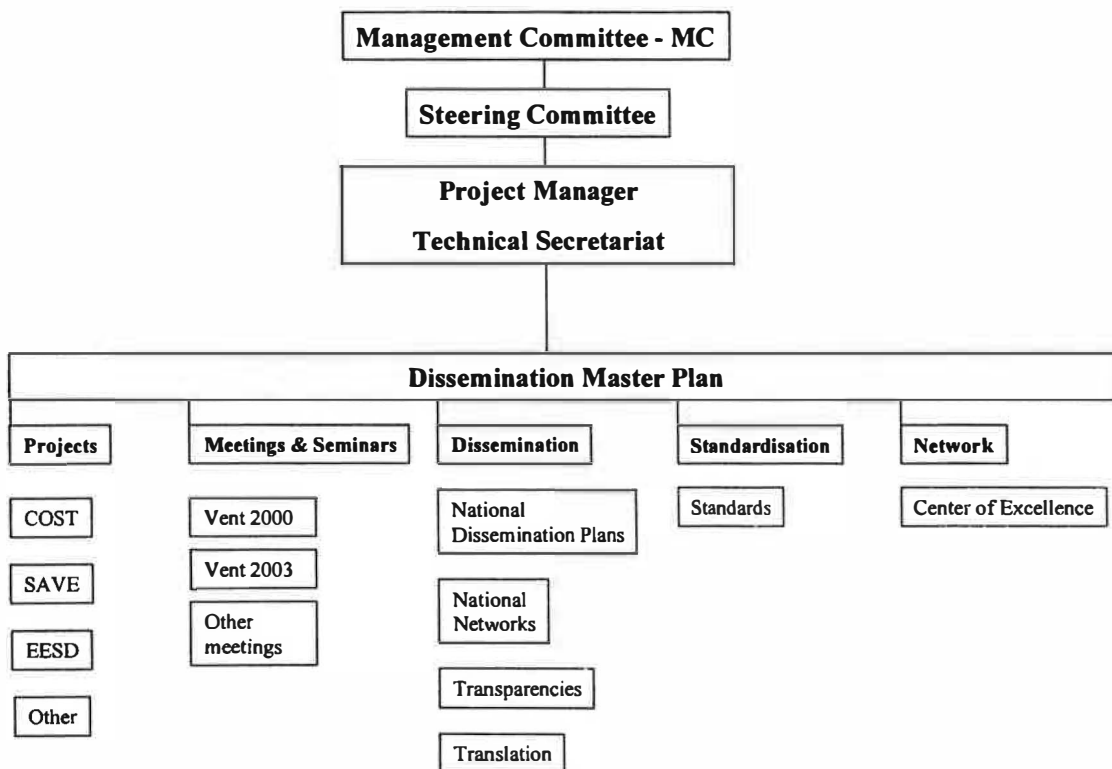 Management Committee - MC
Steering Committee
Project Manager
Technical Secretariat
Dissemination Master Plan
Projects
COST
SAVE
EESD
Other
Meetings & Seminars
Vent 2000
Vent 2003
Other
meetings
Dissemination
National
Dissemination Plans
National
Networks
Transparencies
Translation
Standardisation
Standards
Network
Center of Excellence